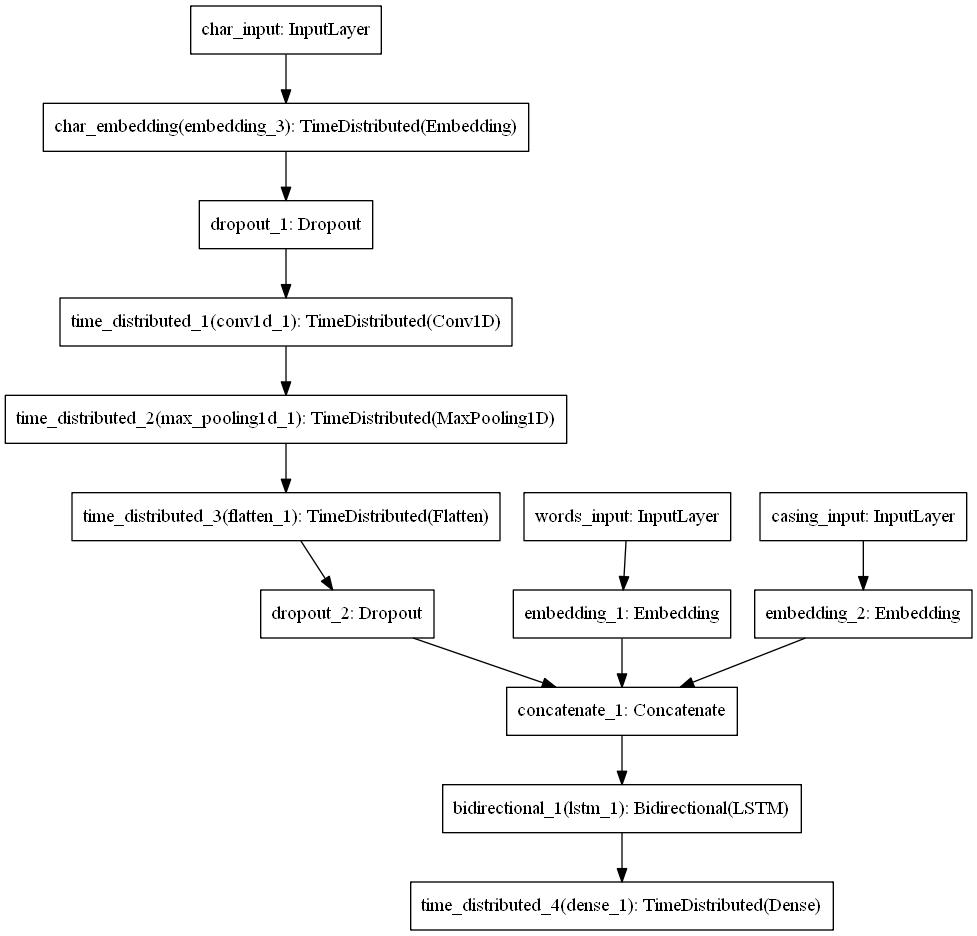 char_input: InputLayer
char_embedding(embedding_3): TimeDistributed(Embedding)
dropout_1: Dropout
time_distributed_1(conv1d_1): TimeDistributed(Conv1D)
time_distributed_2(max_pooling1d_1): TimeDistributed(MaxPooling1D)
time_distributed_3(flatten_1): TimeDistributed(Flatten)
words_input: InputLayer
casing_input: InputLayer
dropout_2: Dropout
embedding_1: Embedding
embedding_2: Embedding
concatenate_1: Concatenate
bidirectional_1(lstm_1): Bidirectional(LSTM)
time_distributed_4(dense_1): TimeDistributed(Dense)